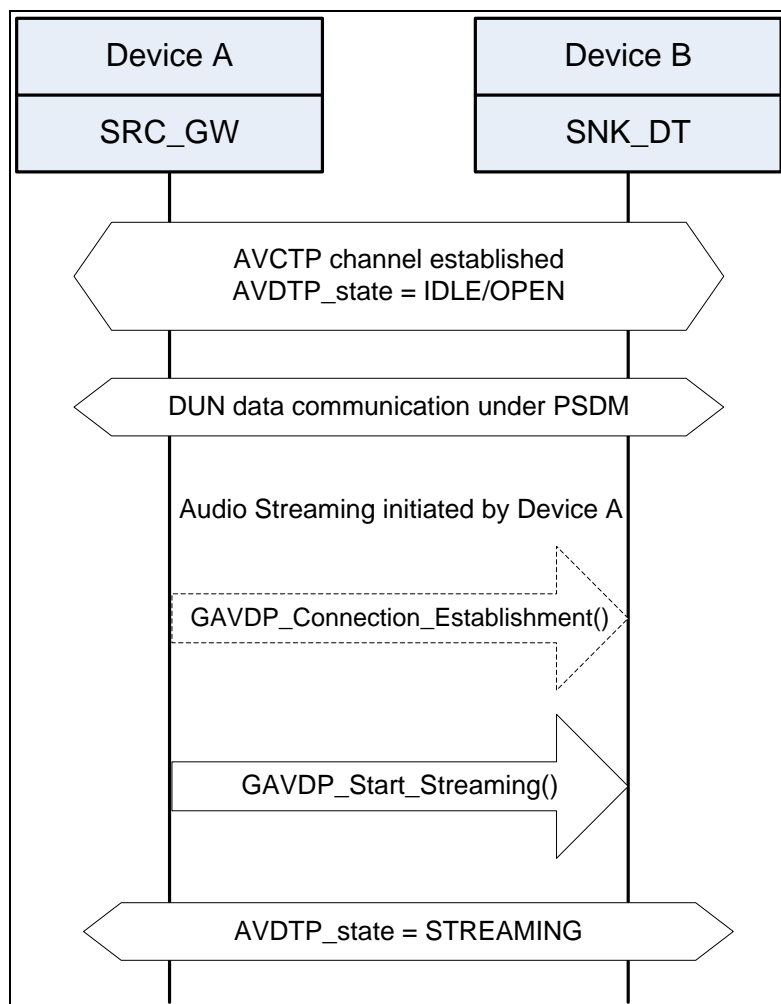 Device A
Device B
SRC_GW
SNK_DT
AVCTP channel established
AVDTP_state = IDLE/OPEN
DUN data communication under PSDM
Audio Streaming initiated by Device A
GAVDP_Connection_Establishment()
GAVDP_Start_Streaming()
AVDTP_state = STREAMING